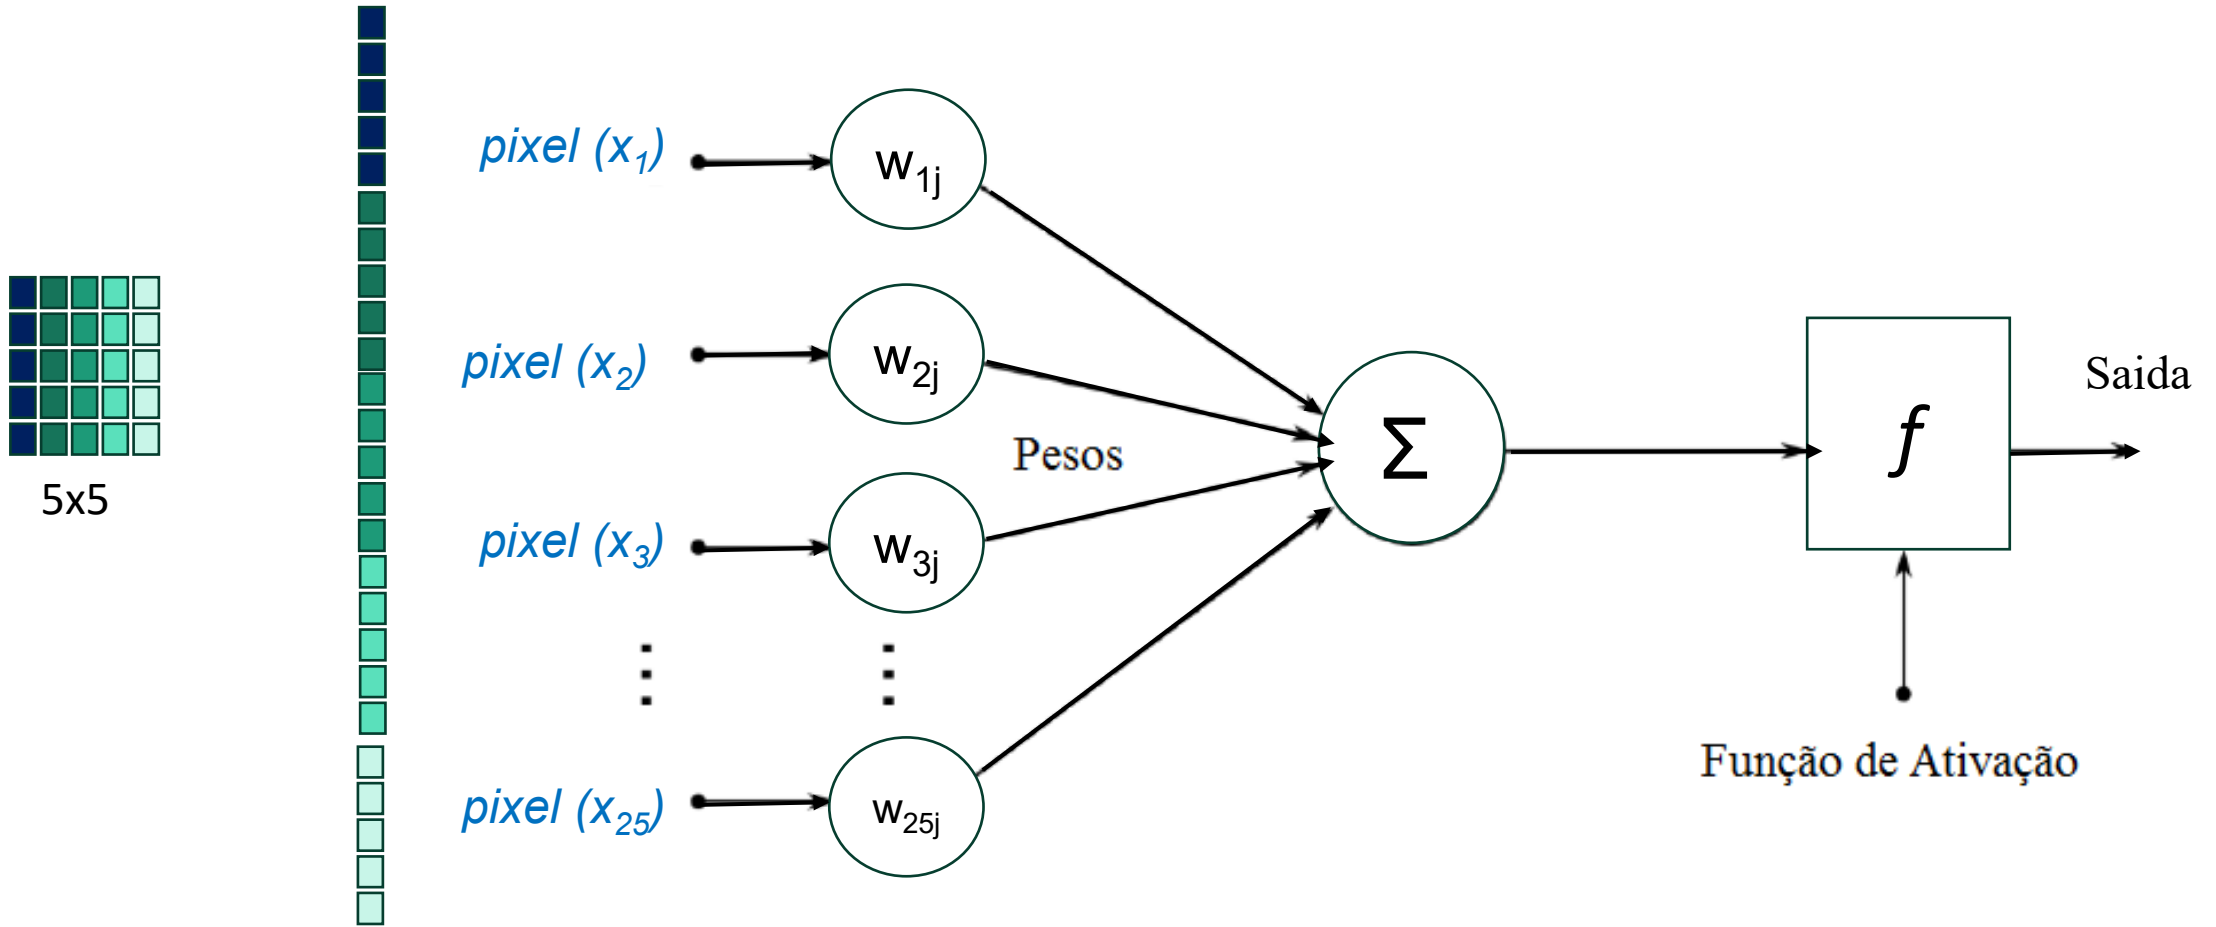 5x5
pixel (x₁)
pixel (x₂)
pixel (x₃)
⋮
pixel (x₂₅)
w₁ⱼ
w₂ⱼ
w₃ⱼ
⋮
w₂₅ⱼ
Pesos
Σ
f
Saida
Função de Ativação